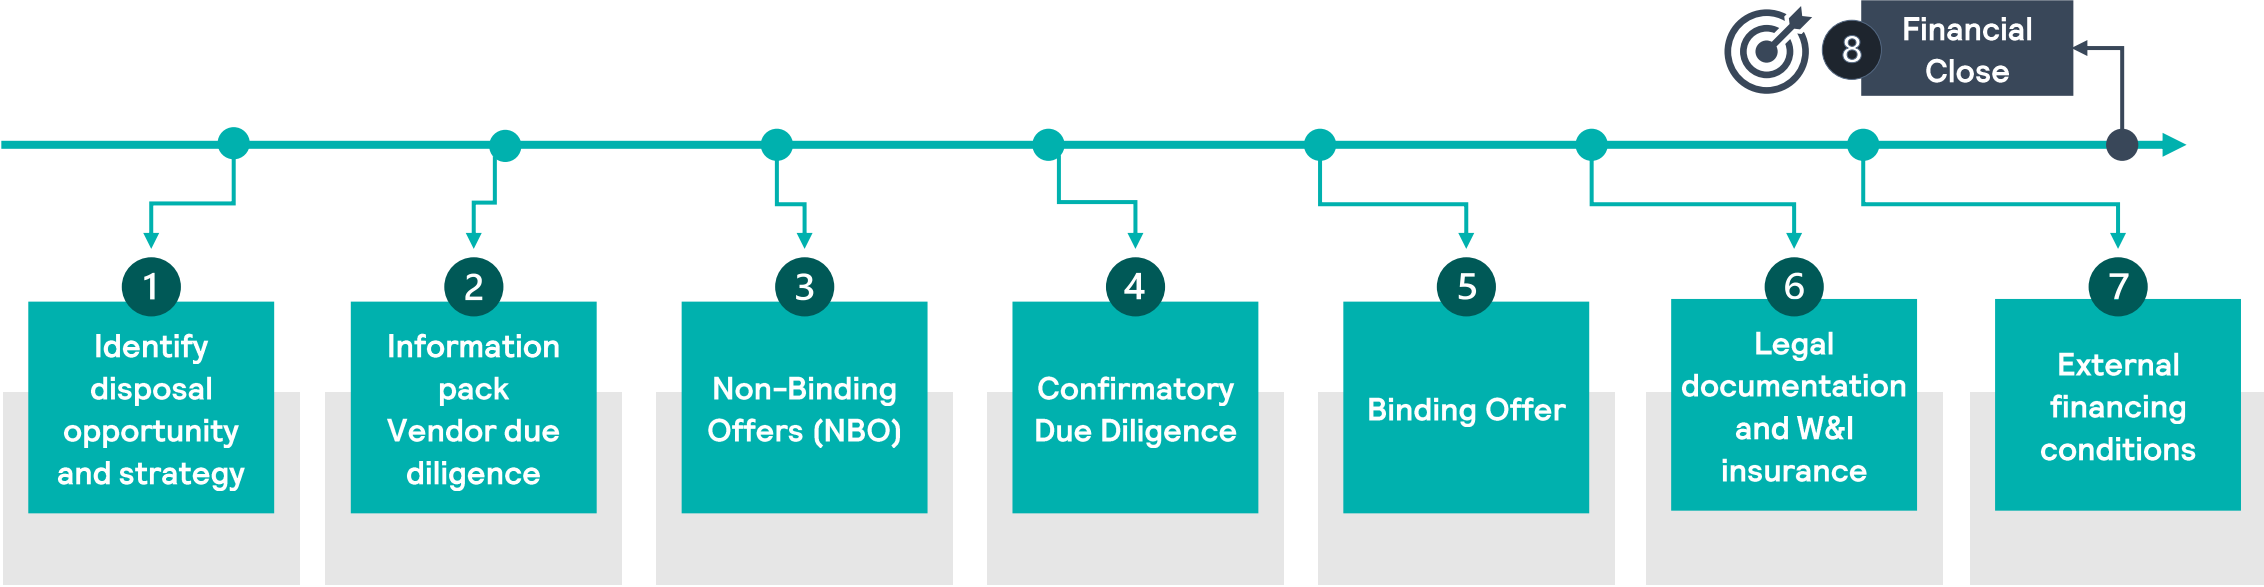 8
Financial
Close
1
Identify
disposal
opportunity
and strategy
2
Information
pack
Vendor due
diligence
3
Non-Binding
Offers (NBO)
4
Confirmatory
Due Diligence
5
Binding Offer
6
Legal
documentation
and W&I
insurance
7
External
financing
conditions